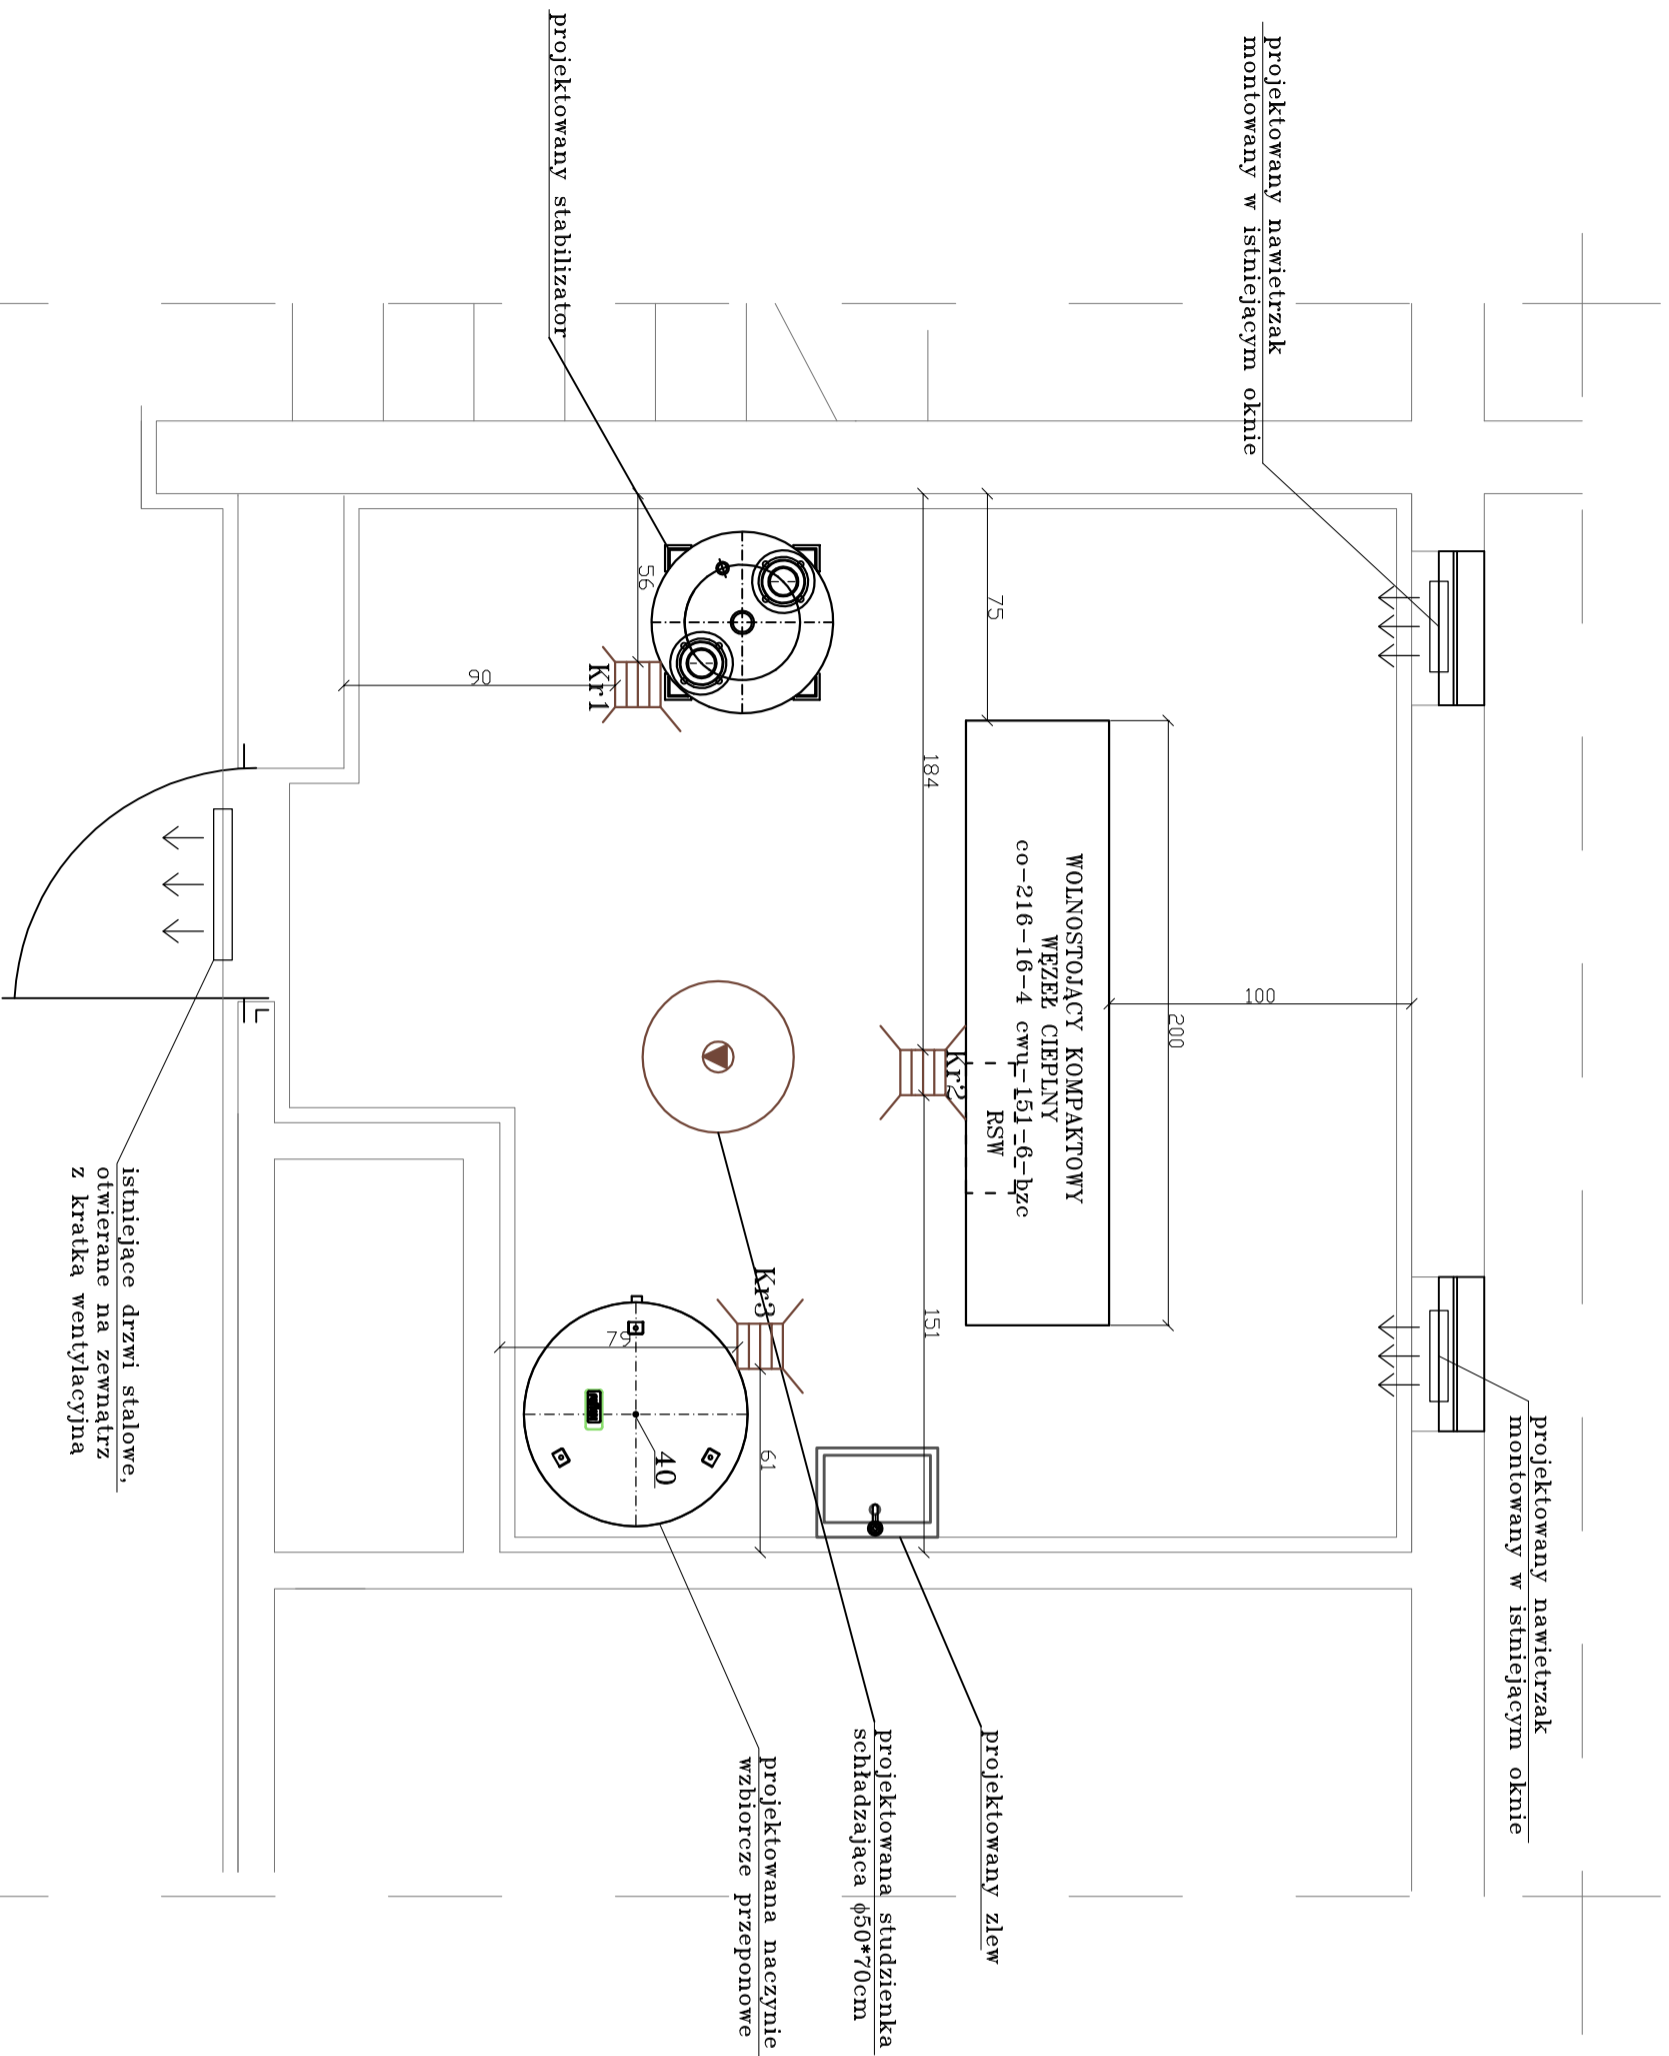 projektowany nawietrzak
montowany w istniejącym oknie
projektowany nawietrzak
montowany w istniejącym oknie
200
100
WOLNOSTOJĄCY KOMPAKTOWY
WĘZEŁ CIEPLNY
co-216-16-4 cwu-151-6-bzc
RSW
75
184
Kr2
151
projektowany zlew
projektowana studzienka
schładzająca ϕ50*70cm
Kr3
61
79
40
projektowana naczynie
wzbiorcze przeponowe
projektowany stabilizator
56
Kr1
90
istniejące drzwi stalowe,
otwierane na zewnątrz
z kratką wentylacyjną